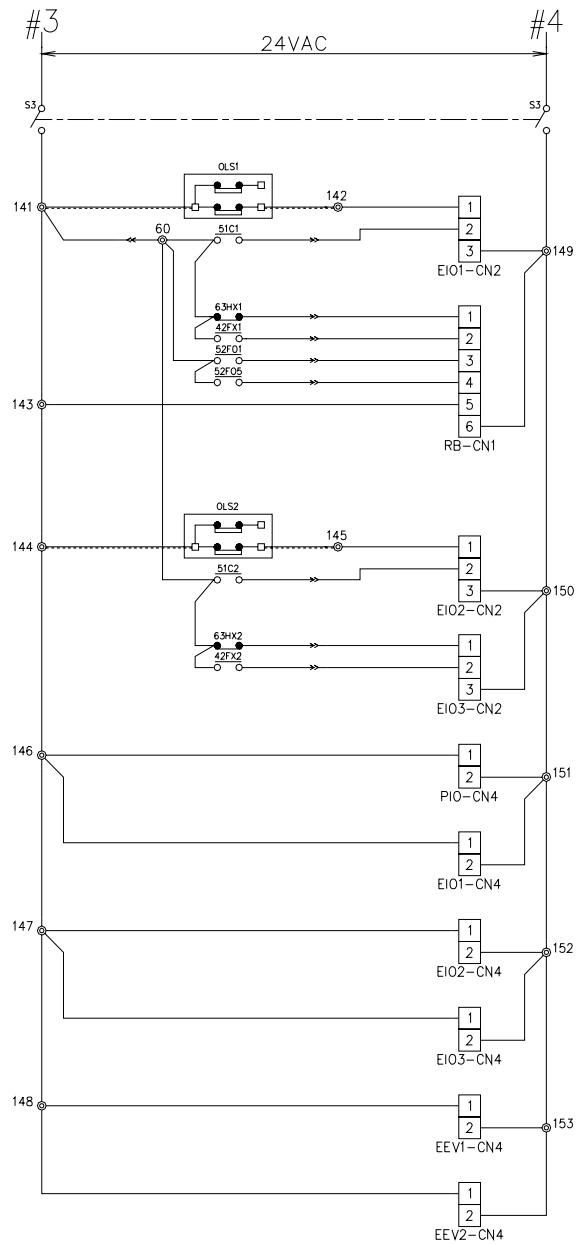 #3 #4
24VAC
S3 S3
OLS1
141 142 1
60 51C1 2
3 149
EIO1-CN2
63HX1 1
42FX1 2
52FO1 3
52FO5 4
143 5
6
RB-CN1
OLS2
144 145 1
51C2 2
3 150
EIO2-CN2
63HX2 1
42FX2 2
3
EIO3-CN2
146 1
2 151
PIO-CN4
1
2
EIO1-CN4
147 1
2 152
EIO2-CN4
1
2
EIO3-CN4
148 1
2 153
EEV1-CN4
1
2
EEV2-CN4